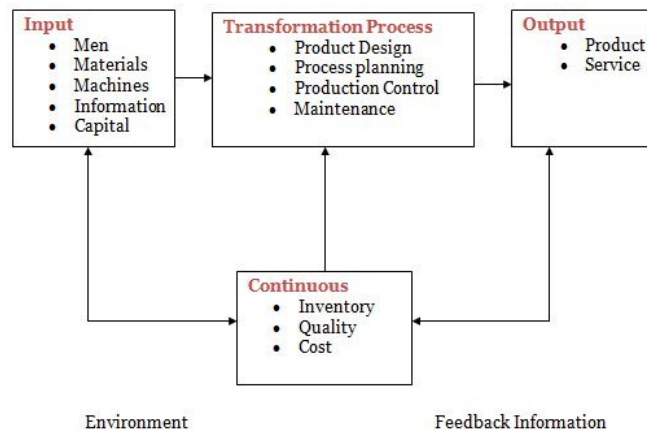 Input
• Men
• Materials
• Machines
• Information
• Capital
Transformation Process
• Product Design
• Process planning
• Production Control
• Maintenance
Output
• Product
• Service
Continuous
• Inventory
• Quality
• Cost
Environment
Feedback Information